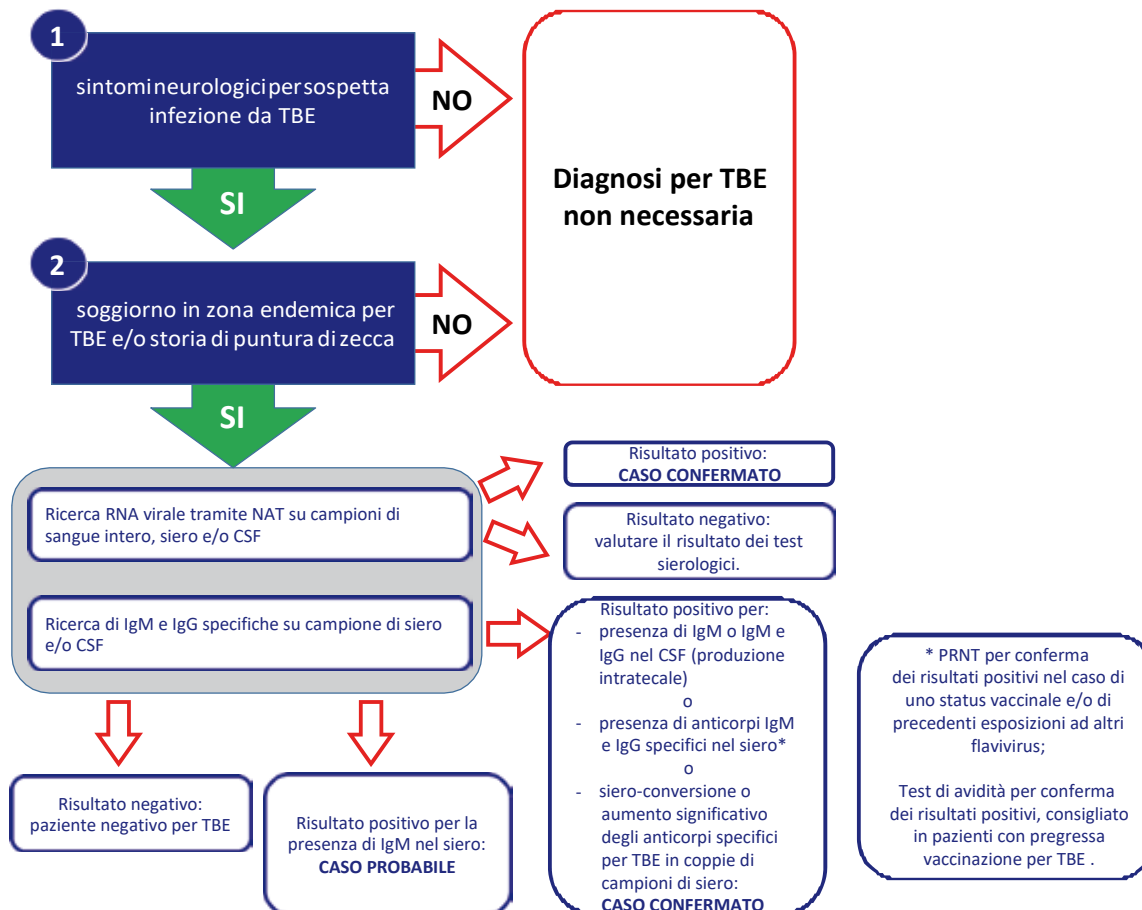 1
sintomi neurologici per sospetta
infezione da TBE
NO
Diagnosi per TBE
non necessaria
SI
2
soggiorno in zona endemica per
TBE e/o storia di puntura di zecca
NO
SI
Ricerca RNA virale tramite NAT su campioni di
sangue intero, siero e/o CSF
Risultato positivo:
CASO CONFERMATO
Risultato negativo:
valutare il risultato dei test
sierologici.
Ricerca di IgM e IgG specifiche su campione di siero
e/o CSF
Risultato positivo per:
- presenza di IgM o IgM e
IgG nel CSF (produzione
intratecale)
o
- presenza di anticorpi IgM
e IgG specifici nel siero*
o
- siero-conversione o
aumento significativo
degli anticorpi specifici
per TBE in coppie di
campioni di siero:
CASO CONFERMATO
* PRNT per conferma
dei risultati positivi nel caso di
uno status vaccinale e/o di
precedenti esposizioni ad altri
flavivirus;
Test di avidità per conferma
dei risultati positivi, consigliato
in pazienti con pregressa
vaccinazione per TBE .
Risultato negativo:
paziente negativo per TBE
Risultato positivo per la
presenza di IgM nel siero:
CASO PROBABILE